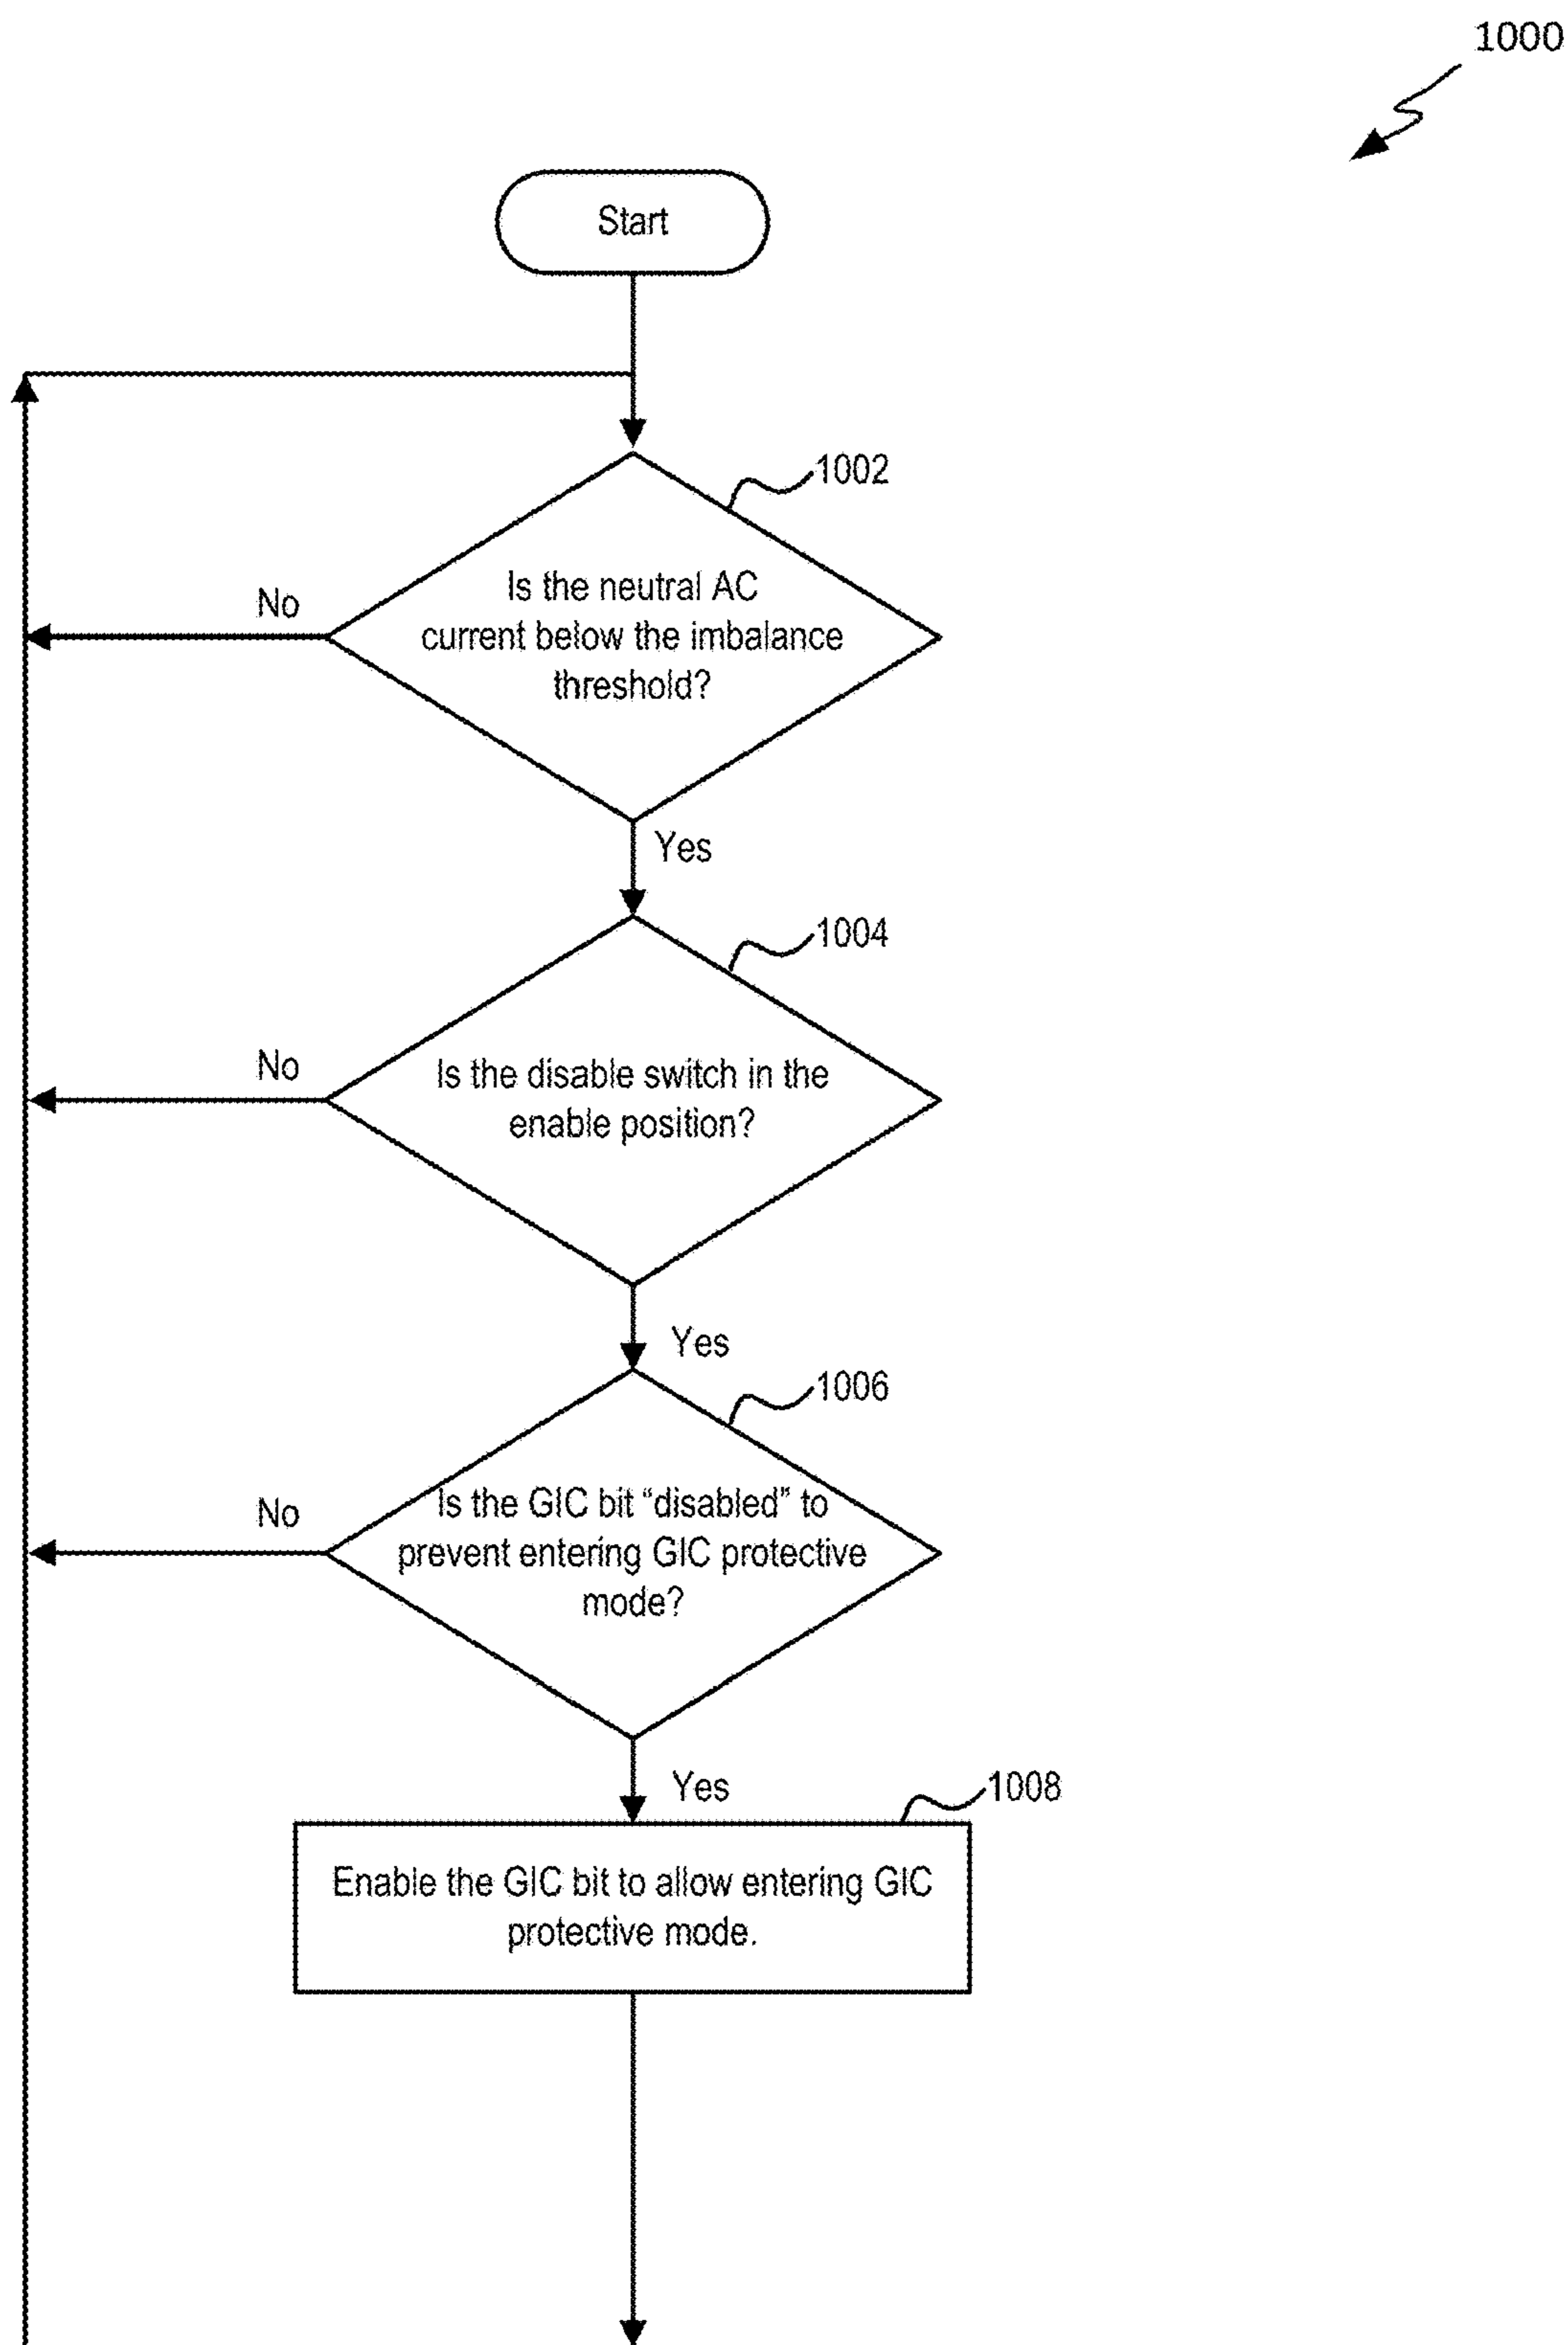 1000
Start
1002
Is the neutral AC
current below the imbalance
threshold?
No
Yes
1004
Is the disable switch in the
enable position?
No
Yes
1006
Is the GIC bit “disabled” to
prevent entering GIC protective
mode?
No
Yes
1008
Enable the GIC bit to allow entering GIC
protective mode.